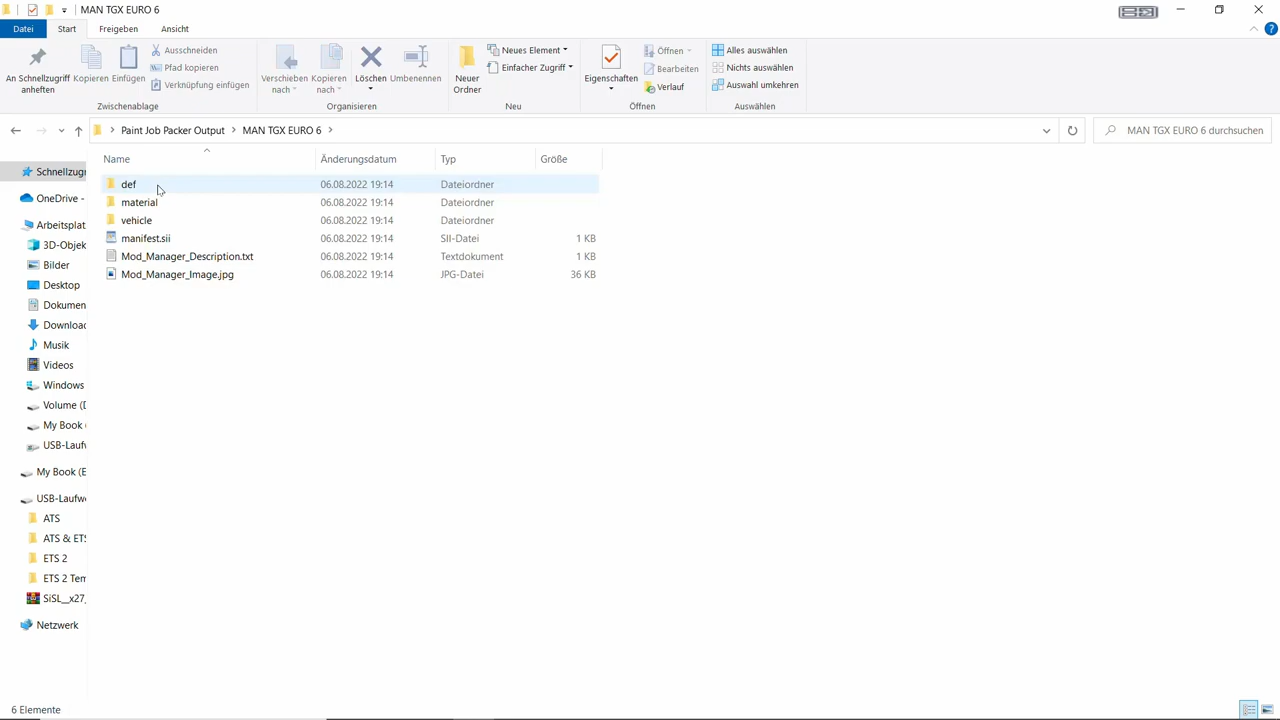 MAN TGX EURO 6
Datei Start Freigeben Ansicht
An Schnellzugriff anheften
Kopieren
Einfügen
Ausschneiden
Pfad kopieren
Verknüpfung einfügen
Zwischenablage
Verschieben nach
Kopieren nach
Löschen
Umbenennen
Organisieren
Neuer Ordner
Neues Element
Einfacher Zugriff
Neu
Eigenschaften
Öffnen
Bearbeiten
Verlauf
Öffnen
Alles auswählen
Nichts auswählen
Auswahl umkehren
Auswählen
Paint Job Packer Output MAN TGX EURO 6
MAN TGX EURO 6 durchsuchen
Name Änderungsdatum Typ Größe
def 06.08.2022 19:14 Dateiordner
material 06.08.2022 19:14 Dateiordner
vehicle 06.08.2022 19:14 Dateiordner
manifest.sii 06.08.2022 19:14 SII-Datei 1 KB
Mod_Manager_Description.txt 06.08.2022 19:14 Textdokument 1 KB
Mod_Manager_Image.jpg 06.08.2022 19:14 JPG-Datei 36 KB
Schnellzugr
OneDrive -
Arbeitsplat
3D-Objek
Bilder
Desktop
Dokumen
Download
Musik
Videos
Windows
Volume (D
My Book (
USB-Laufw
My Book (E
USB-Laufwe
ATS
ATS & ETS
ETS 2
ETS 2 Tem
SiSL__x27_
Netzwerk
6 Elemente